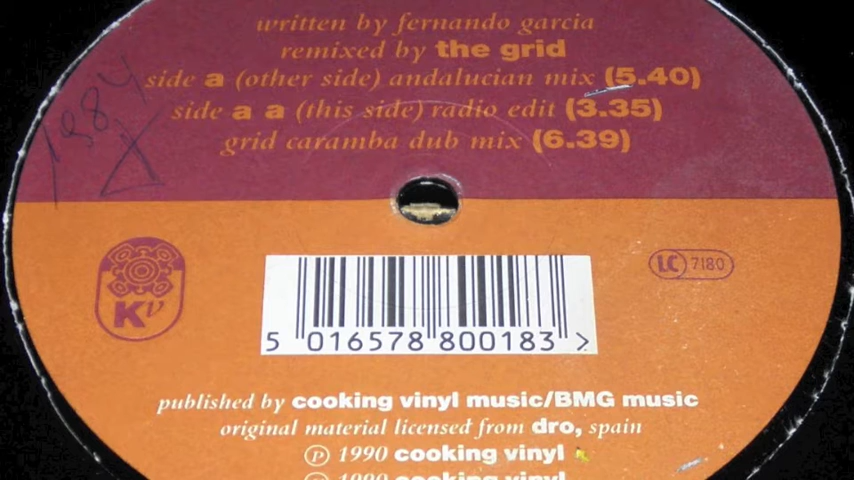 written by fernando garcia
remixed by the grid
side a (other side) andalucian mix (5.40)
side a a (this side) radio edit (3.35)
grid caramba dub mix (6.39)
1984
Kv
LC 7180
5 016578 800183 >
published by cooking vinyl music/BMG music
original material licensed from dro, spain
℗ 1990 cooking vinyl
1990 cooking vinyl